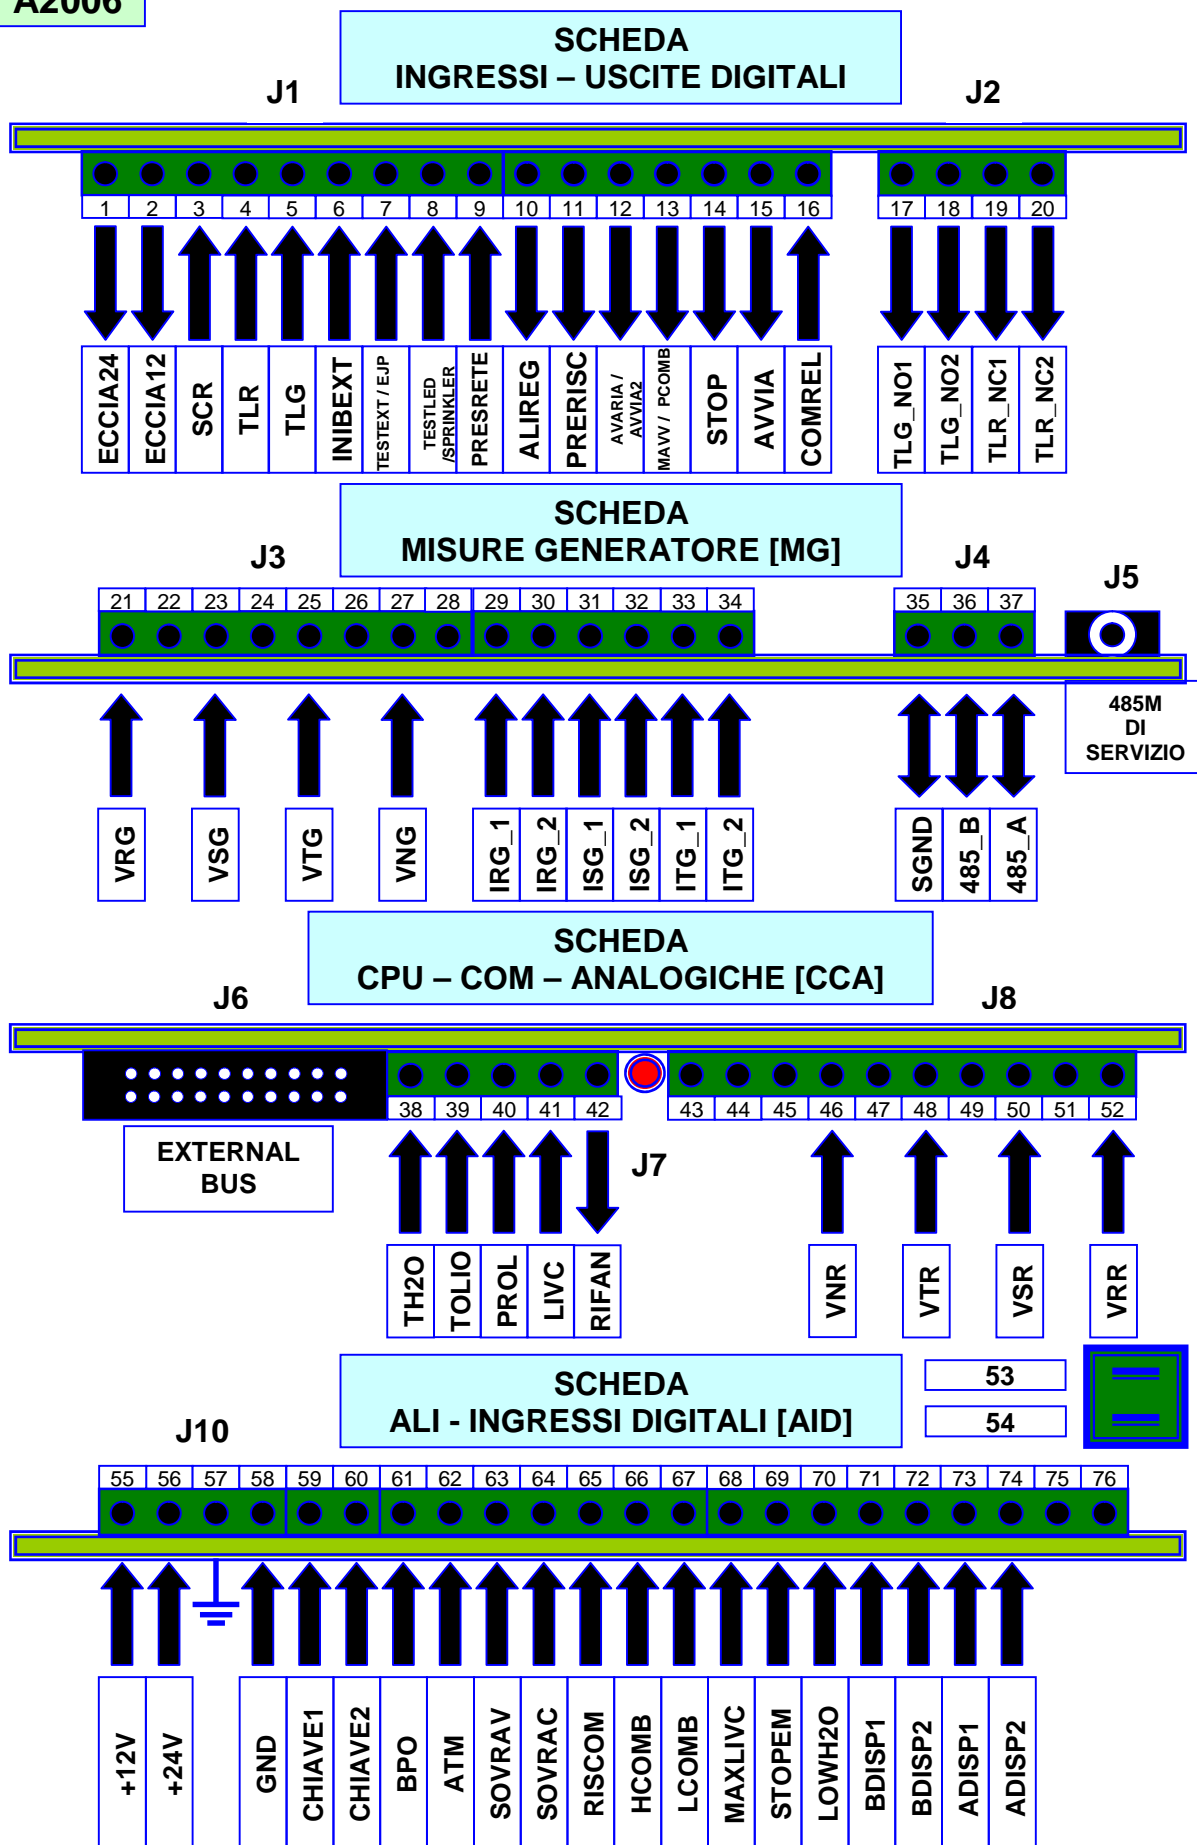 A2006
SCHEDA
INGRESSI – USCITE DIGITALI
J1
J2
1 2 3 4 5 6 7 8 9 10 11 12 13 14 15 16 17 18 19 20
ECCIA24
ECCIA12
SCR
TLR
TLG
INIBEXT
TESTEXT / EJP
TESTLED
/SPRINKLER
PRESRETE
ALIREG
PRERISC
AVARIA /
AVVIA2
MAVV / PCOMB
STOP
AVVIA
COMREL
TLG_NO1
TLG_NO2
TLR_NC1
TLR_NC2
SCHEDA
MISURE GENERATORE [MG]
J3
J4
J5
21 22 23 24 25 26 27 28 29 30 31 32 33 34 35 36 37
485M
DI
SERVIZIO
VRG
VSG
VTG
VNG
IRG_1
IRG_2
ISG_1
ISG_2
ITG_1
ITG_2
SGND
485_B
485_A
SCHEDA
CPU – COM – ANALOGICHE [CCA]
J6
J8
38 39 40 41 42 43 44 45 46 47 48 49 50 51 52
EXTERNAL
BUS
J7
TH2O
TOLIO
PROL
LIVC
RIFAN
VNR
VTR
VSR
VRR
SCHEDA
ALI - INGRESSI DIGITALI [AID]
53
54
J10
55 56 57 58 59 60 61 62 63 64 65 66 67 68 69 70 71 72 73 74 75 76
+12V
+24V
GND
CHIAVE1
CHIAVE2
BPO
ATM
SOVRAV
SOVRAC
RISCOM
HCOMB
LCOMB
MAXLIVC
STOPEM
LOWH2O
BDISP1
BDISP2
ADISP1
ADISP2